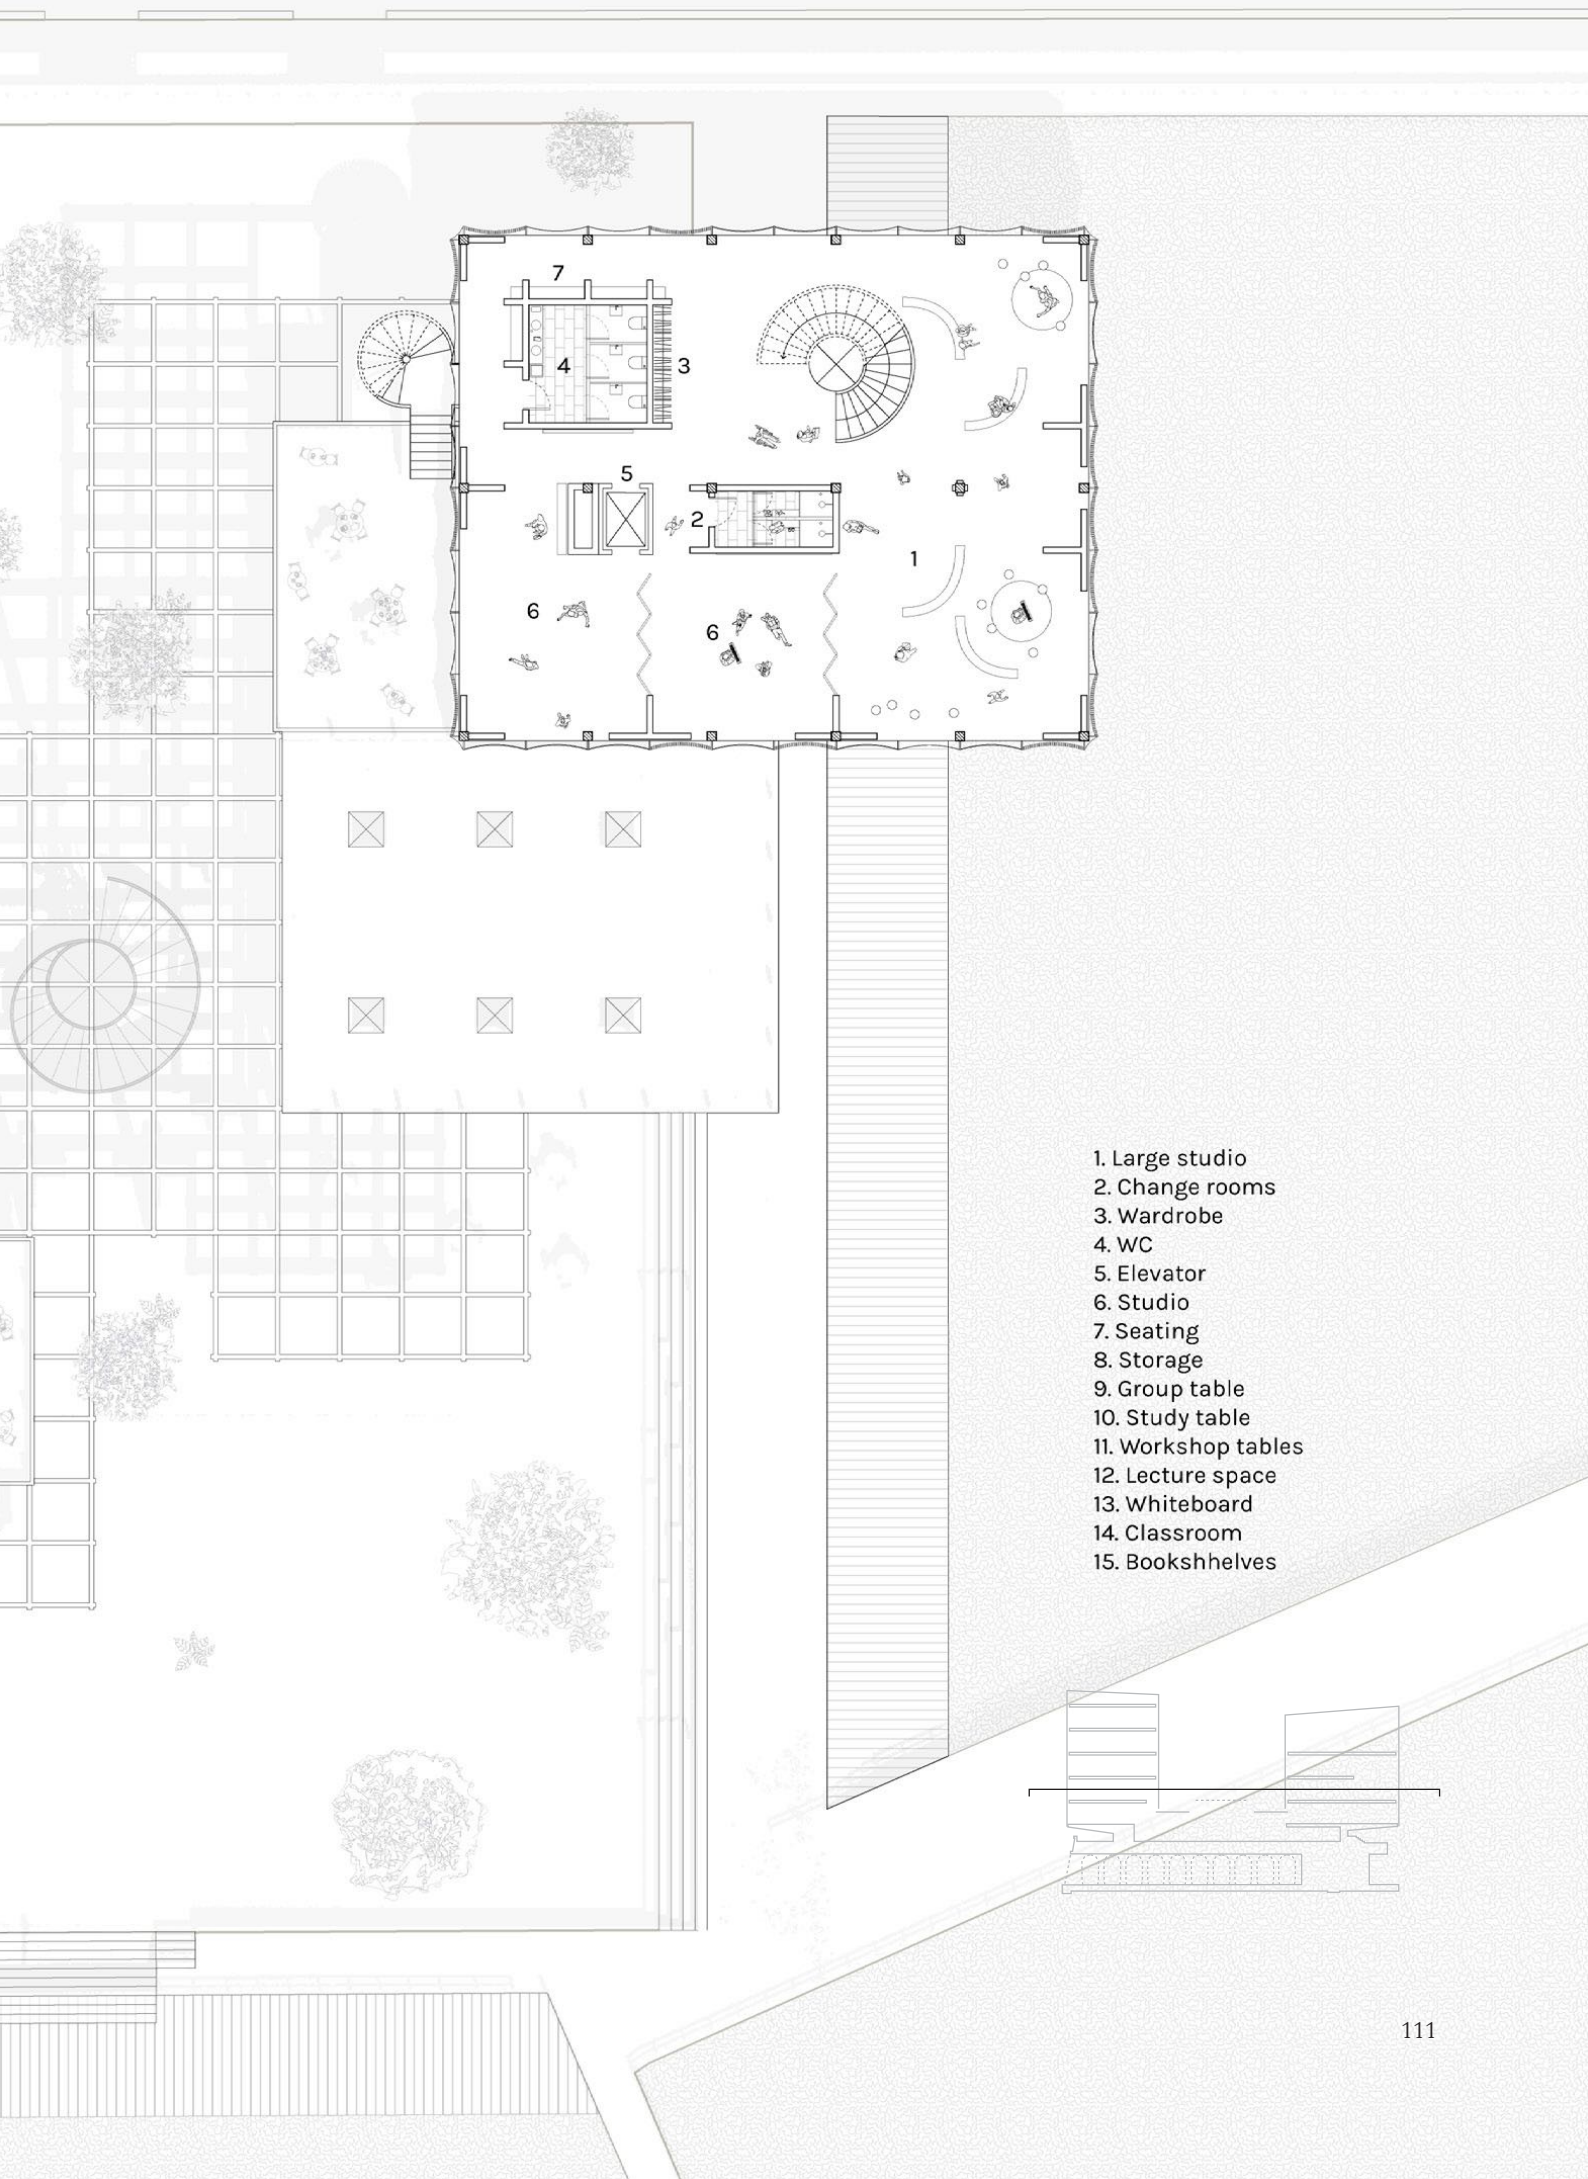 7
4
3
5
2
1
6
6
1. Large studio
2. Change rooms
3. Wardrobe
4. WC
5. Elevator
6. Studio
7. Seating
8. Storage
9. Group table
10. Study table
11. Workshop tables
12. Lecture space
13. Whiteboard
14. Classroom
15. Bookshhelves
111